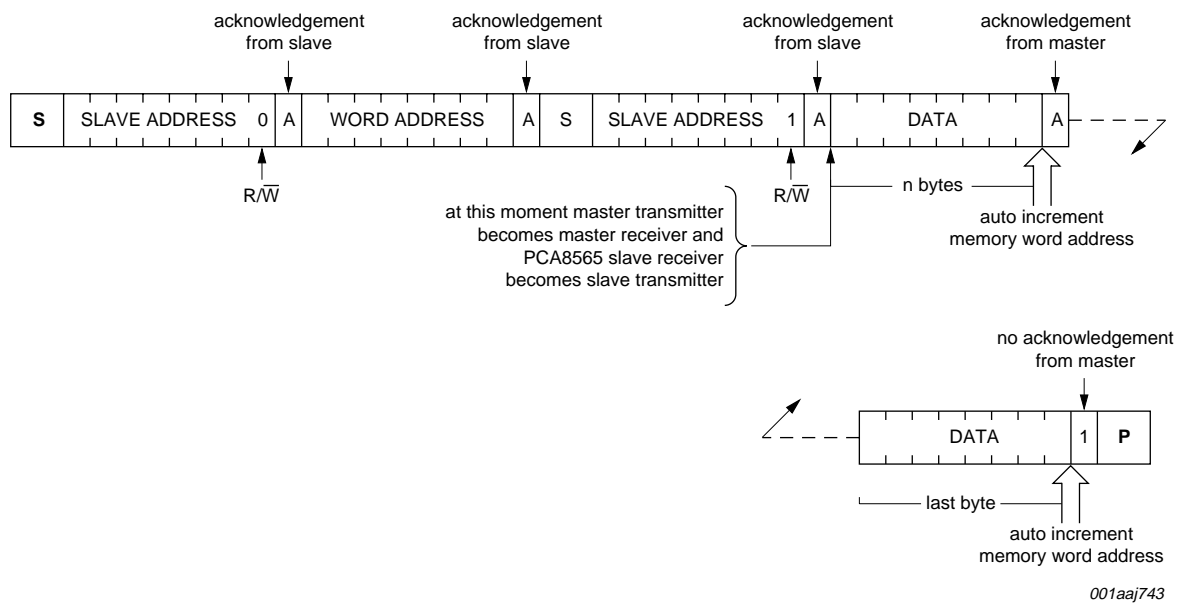 acknowledgement
from slave
acknowledgement
from slave
acknowledgement
from slave
acknowledgement
from master
S SLAVE ADDRESS 0 A WORD ADDRESS A S SLAVE ADDRESS 1 A DATA A
R/W̅
R/W̅
n bytes
at this moment master transmitter
becomes master receiver and
PCA8565 slave receiver
becomes slave transmitter
auto increment
memory word address
no acknowledgement
from master
DATA 1 P
last byte
auto increment
memory word address
001aaj743